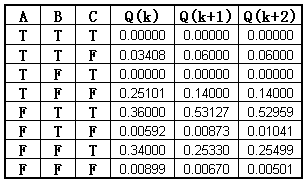 A B C Q(k) Q(k+1) Q(k+2)
T T T 0.00000 0.00000 0.00000
T T F 0.03408 0.06000 0.06000
T F T 0.00000 0.00000 0.00000
T F F 0.25101 0.14000 0.14000
F T T 0.36000 0.53127 0.52959
F T F 0.00592 0.00873 0.01041
F F T 0.34000 0.25330 0.25499
F F F 0.00899 0.00670 0.00501